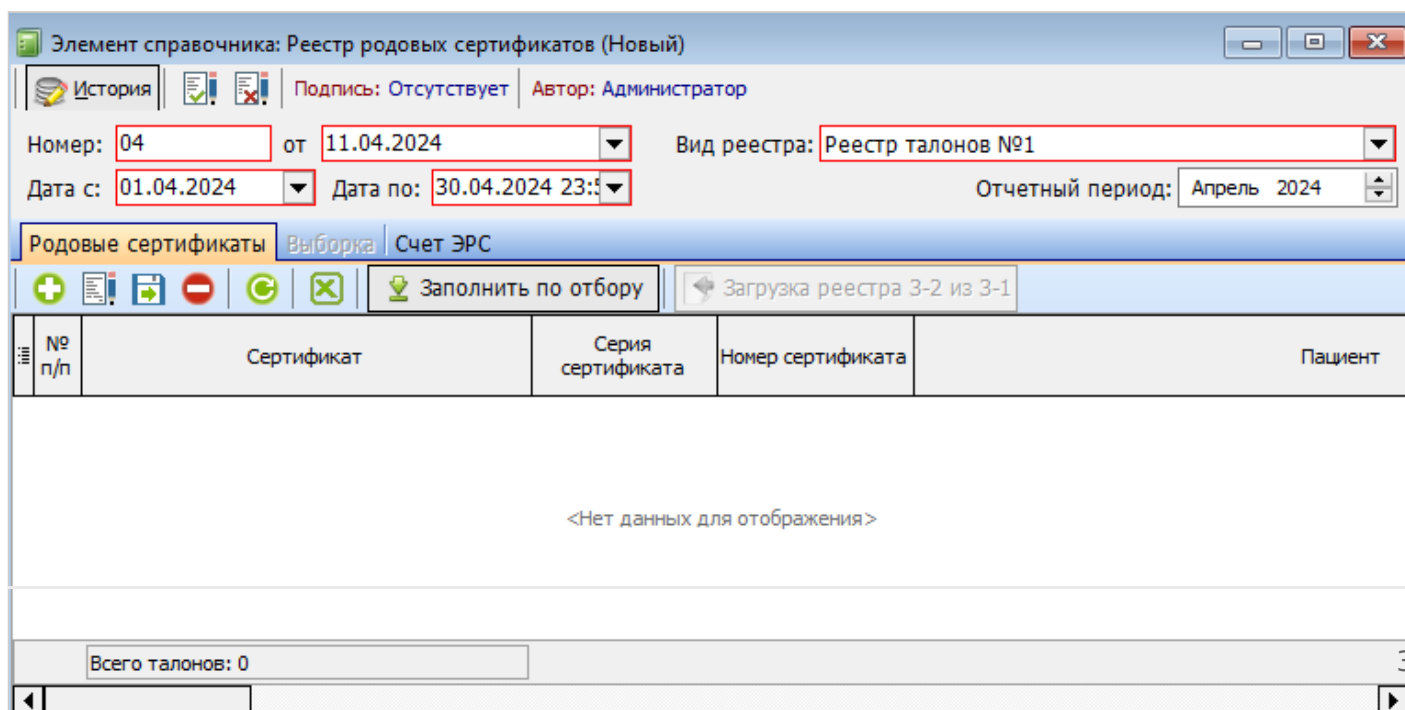 Элемент справочника: Реестр родовых сертификатов (Новый)
История Подпись: Отсутствует Автор: Администратор
Номер: 04 от 11.04.2024 Вид реестра: Реестр талонов №1
Дата с: 01.04.2024 Дата по: 30.04.2024 23:5 Отчетный период: Апрель 2024
Родовые сертификаты Выборка Счет ЭРС
Заполнить по отбору Загрузка реестра 3-2 из 3-1
№ п/п Сертификат Серия сертификата Номер сертификата Пациент
<Нет данных для отображения>
Всего талонов: 0